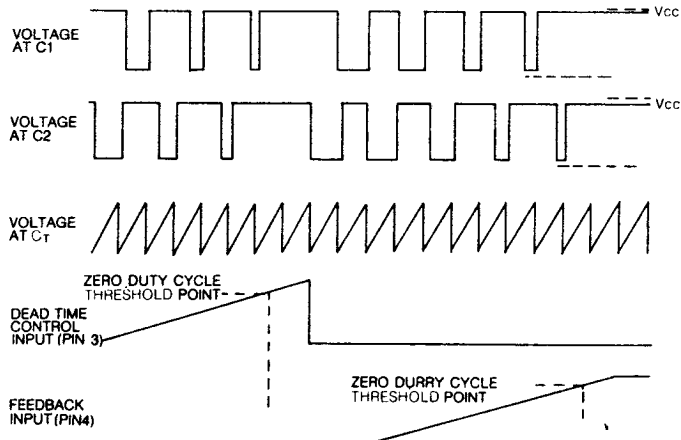 VOLTAGE
AT C1
Vcc
VOLTAGE
AT C2
Vcc
VOLTAGE
AT CT
ZERO DUTY CYCLE
THRESHOLD POINT
DEAD TIME
CONTROL
INPUT (PIN 3)
ZERO DURRY CYCLE
THRESHOLD POINT
FEEDBACK
INPUT (PIN4)